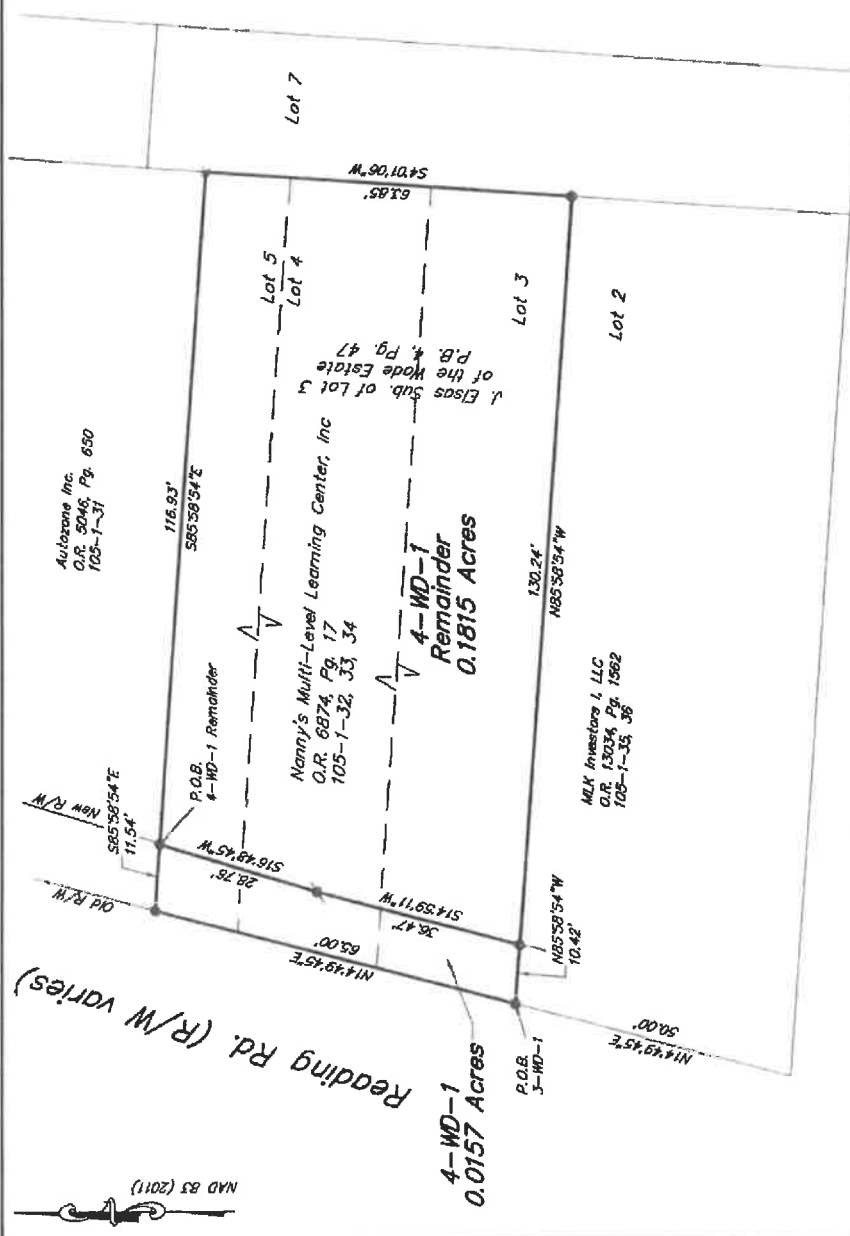 Lot 7
S4°01'06"W
63.85'
Autozone Inc.
O.R. 5046, Pg. 650
105-1-31
116.93'
S85°58'54"E
Lot 5
Lot 4
Lot 3
Lot 2
J. Elsas Sub. of Lot 3
of the Wade Estate
P.B. 4, Pg. 47
Nanny's Multi-Level Learning Center, Inc
O.R. 6874, Pg. 17
105-1-32, 33, 34
4-WD-1
Remainder
0.1815 Acres
130.24'
N85°58'54"W
MLK Investors I, LLC
O.R. 13034, Pg. 1562
105-1-35, 36
P.O.B.
4-WD-1 Remainder
New R/W
S85°58'54"E
11.54'
Old R/W
S16°48'45"W
28.76'
S14°59'11"W
36.47'
65.00'
N14°49'45"E
N85°58'54"W
10.42'
P.O.B.
3-WD-1
50.00'
N14°49'45"E
Reading Rd. (R/W varies)
4-WD-1
0.0157 Acres
NAD 83 (2011)